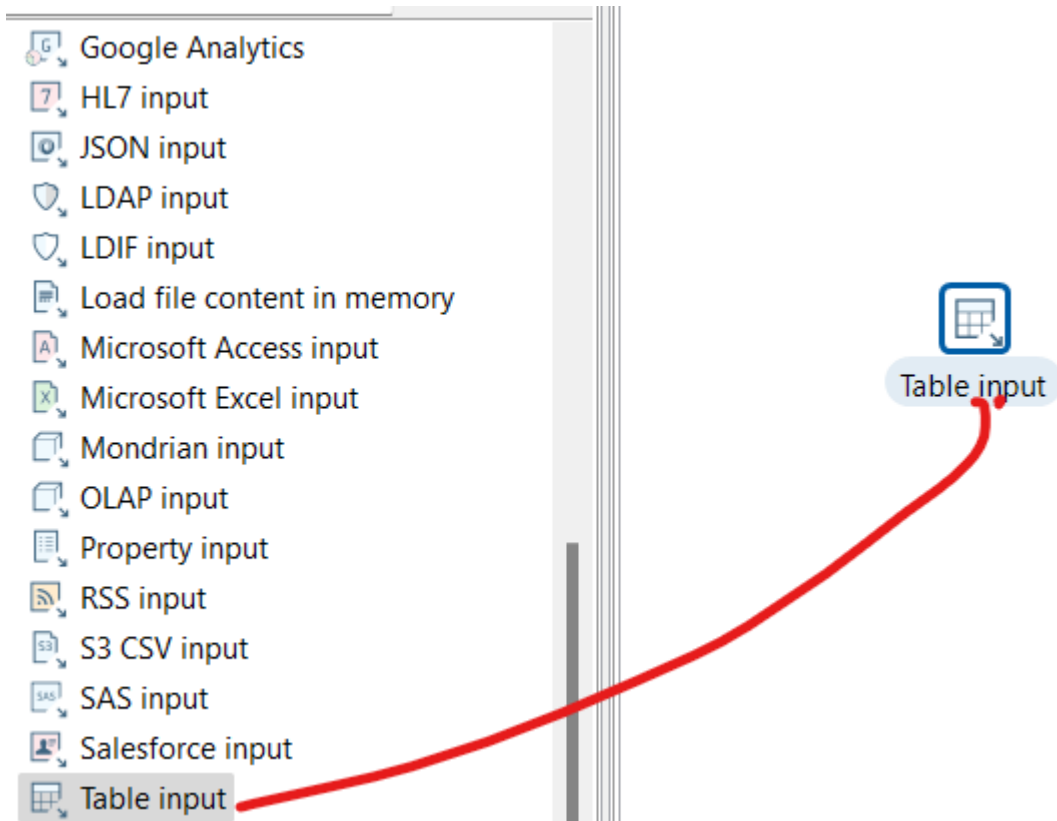 Google Analytics
HL7 input
JSON input
LDAP input
LDIF input
Load file content in memory
Microsoft Access input
Microsoft Excel input
Mondrian input
OLAP input
Property input
RSS input
S3 CSV input
SAS input
Salesforce input
Table input
Table input